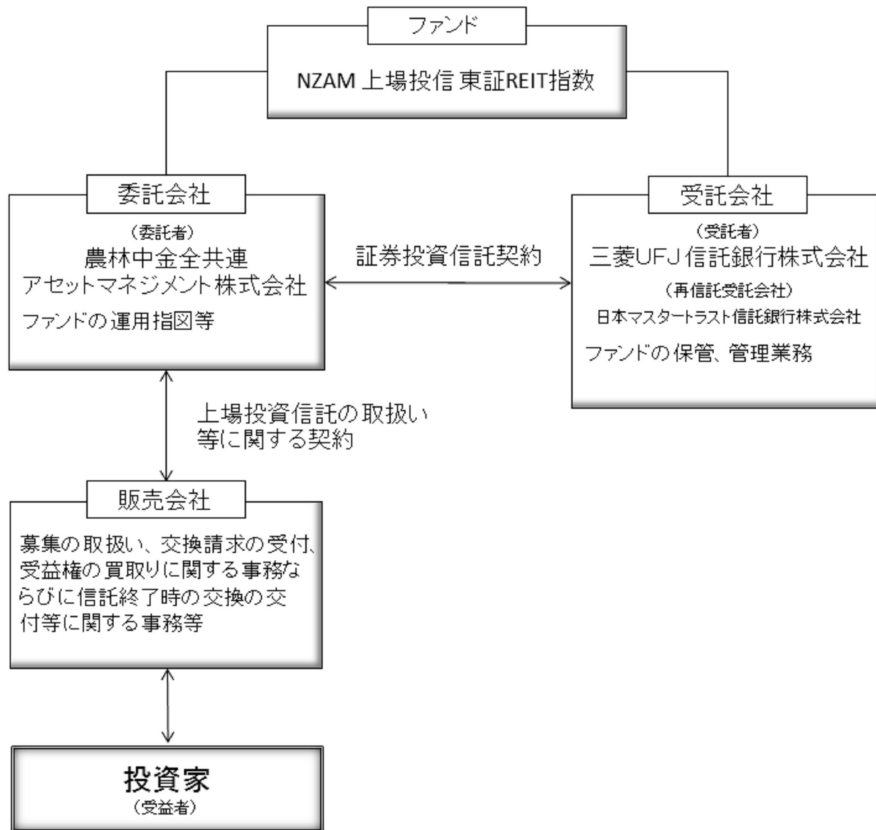 ファンド
NZAM 上場投信 東証REIT指数
委託会社
(委託者)
農林中金全共連
アセットマネジメント株式会社
ファンドの運用指図等
証券投資信託契約
受託会社
(受託者)
三菱UFJ信託銀行株式会社
(再信託受託会社)
日本マスタートラスト信託銀行株式会社
ファンドの保管、管理業務
上場投資信託の取扱い
等に関する契約
販売会社
募集の取扱い、交換請求の受付、
受益権の買取りに関する事務な
らびに信託終了時の交換の交
付等に関する事務等
投資家
(受益者)